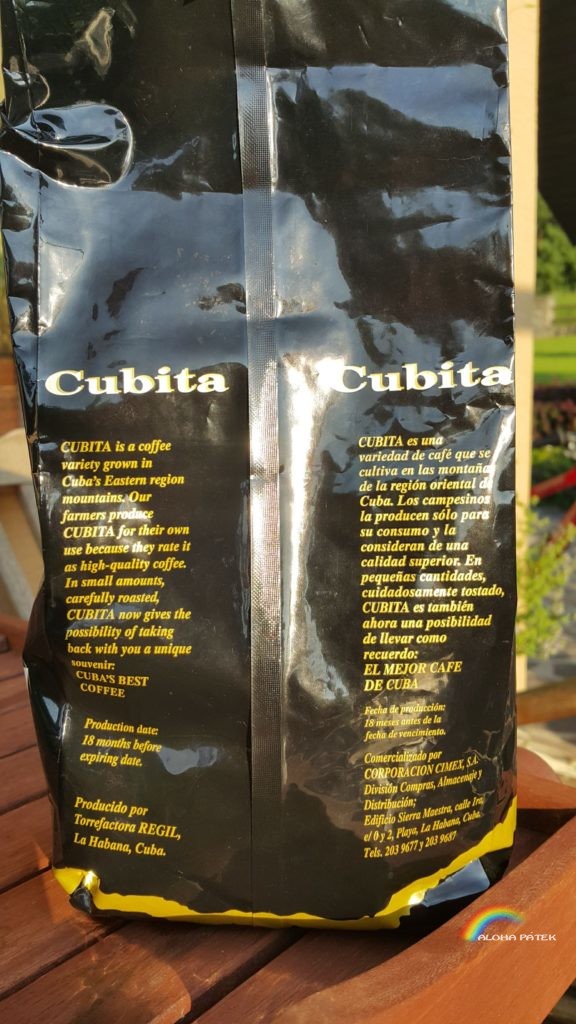 Cubita
CUBITA is a coffee
variety grown in
Cuba's Eastern region
mountains. Our
farmers produce
CUBITA for their own
use because they rate it
as high-quality coffee.
In small amounts,
carefully roasted,
CUBITA now gives the
possibility of taking
back with you a unique
souvenir:
CUBA'S BEST
COFFEE
Production date:
18 months before
expiring date.
Producido por
Torrefactora REGIL,
La Habana, Cuba.
Cubita
CUBITA es una
variedad de café que se
cultiva en las montañas
de la región oriental de
Cuba. Los campesinos
la producen sólo para
su consumo y la
consideran de una
calidad superior. En
pequeñas cantidades,
cuidadosamente tostado,
CUBITA es también
ahora una posibilidad
de llevar como
recuerdo:
EL MEJOR CAFE
DE CUBA
Fecha de producción:
18 meses antes de la
fecha de vencimiento.
Comercializado por
CORPORACION CIMEX, S.A.
División Compras, Almacenaje y
Distribución;
Edificio Sierra Maestra, calle 1ra,
e/ 0 y 2, Playa, La Habana, Cuba.
Tels. 203 9677 y 203 9687
ALOHA PÁTEK